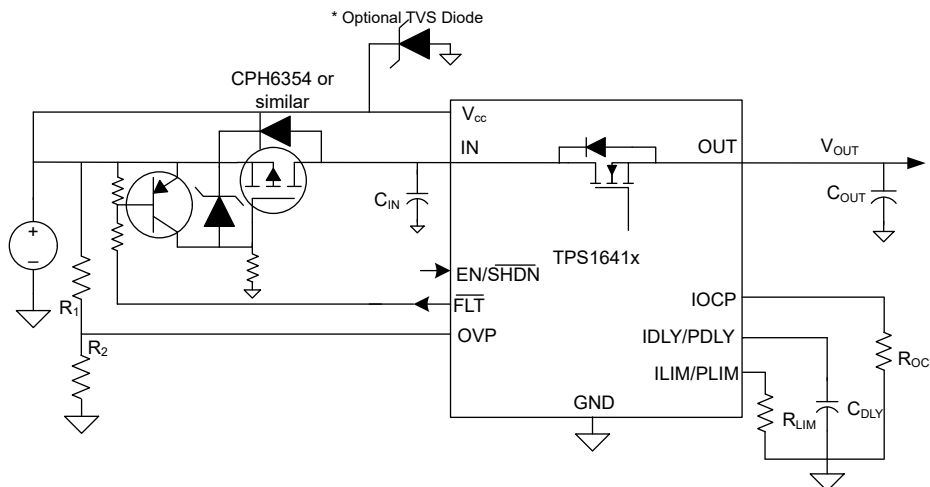 * Optional TVS Diode
CPH6354 or
similar
Vcc
IN
OUT
VOUT
CIN
COUT
+
–
TPS1641x
EN/SHDN
FLT
IOCP
R1
OVP
IDLY/PDLY
R2
ROC
ILIM/PLIM
GND
RLIM
CDLY